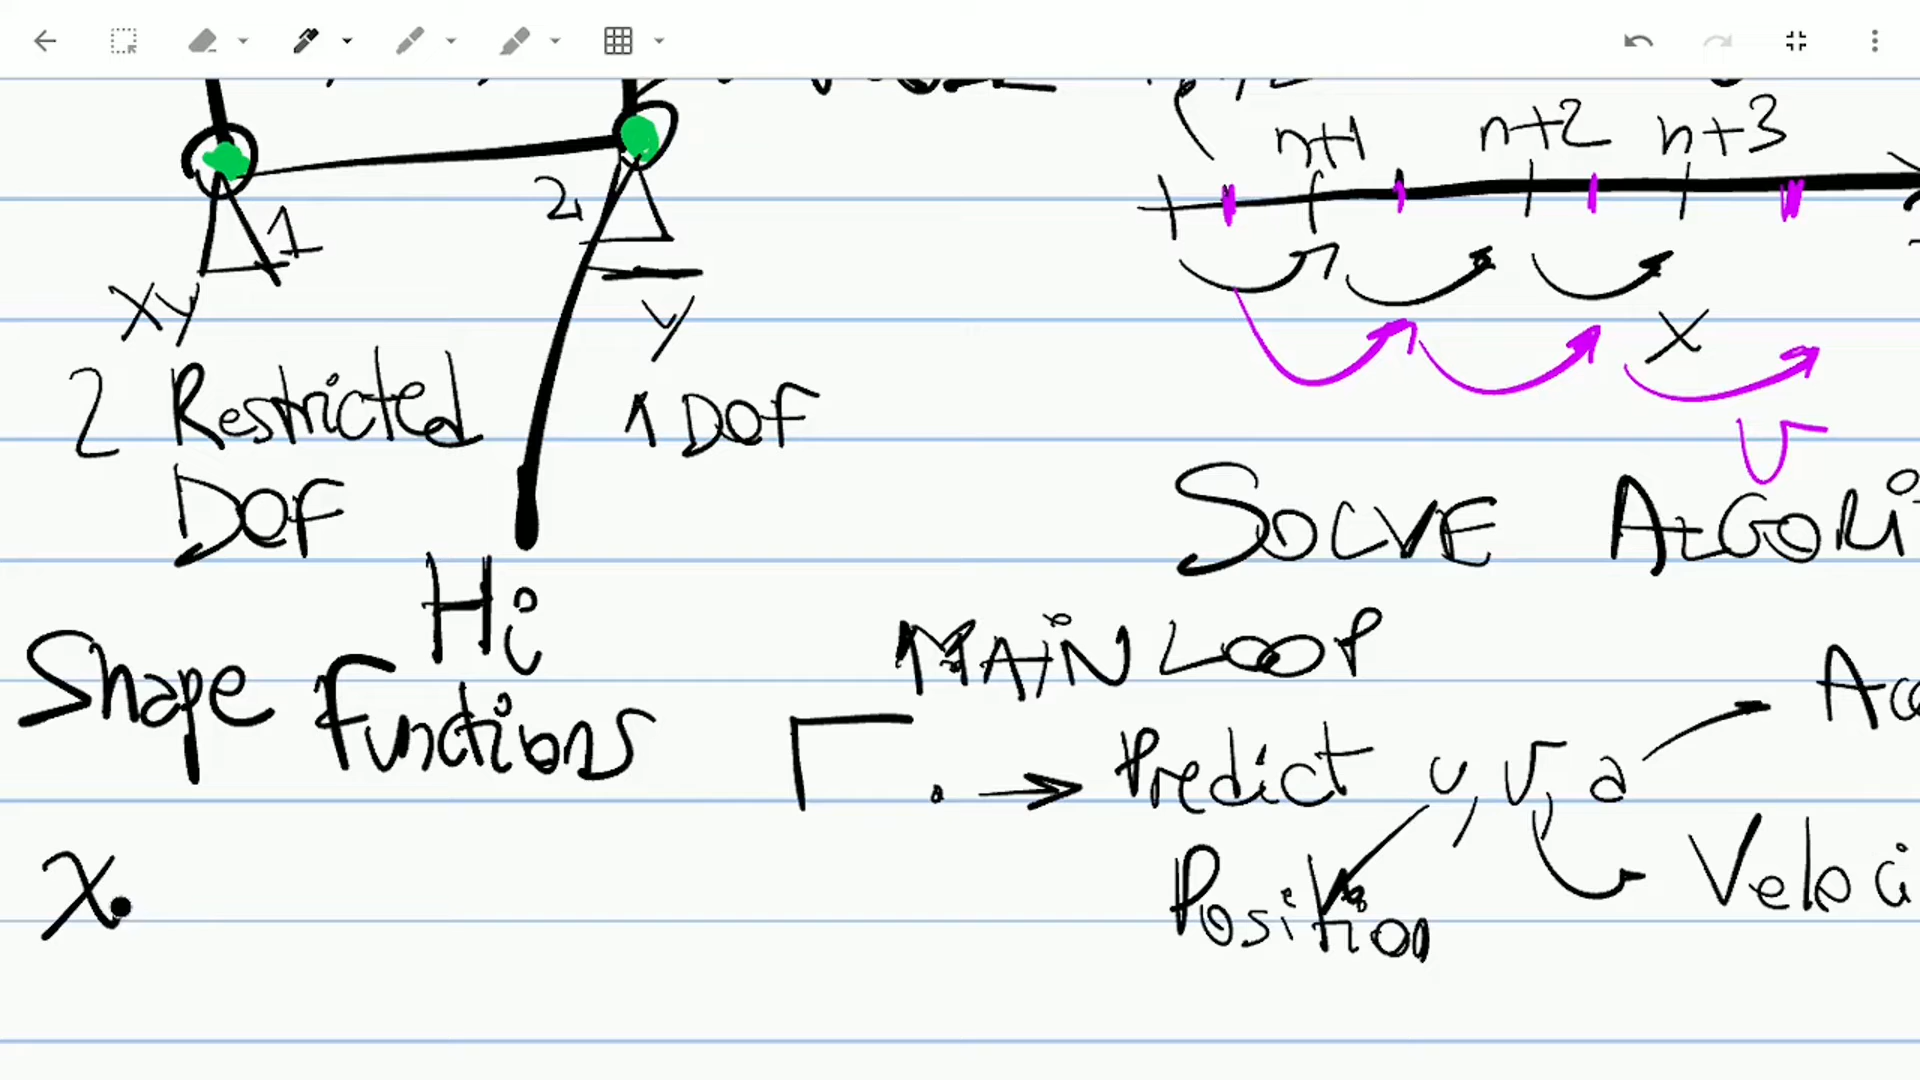 n+1 n+2 n+3
1 2
xy y
x
2 Restricted 1 DOF
DOF
v
SOLVE ALGORI
Hi
Shape Functions
MAIN LOOP
Predict u, v, a
Position Veloci
x